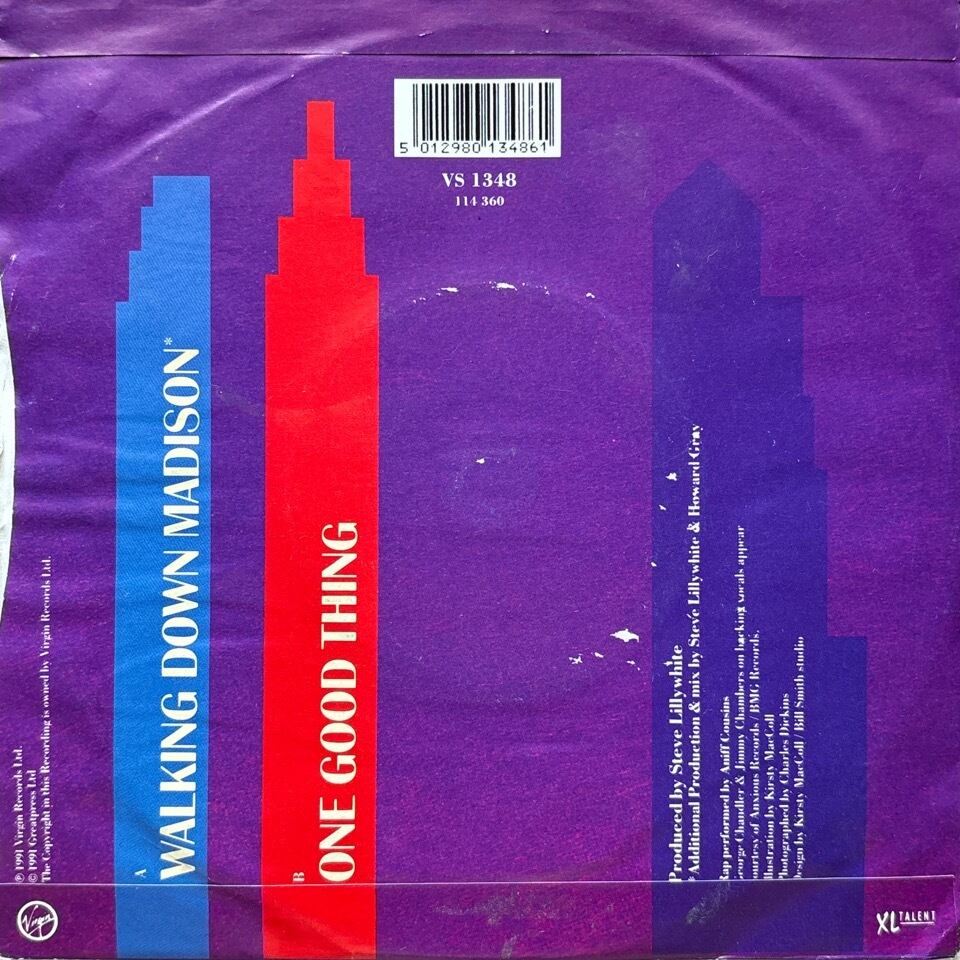 5 012980 134861
VS 1348
114 360
℗ 1991 Virgin Records Ltd.
© 1991 Greatpress Ltd
The Copyright in this Recording is owned by Virgin Records Ltd.
A
WALKING DOWN MADISON*
B
ONE GOOD THING
Produced by Steve Lillywhite
*Additional Production & mix by Steve Lillywhite & Howard Gray
Rap performed by Aniff Cousins
George Chandler & Jimmy Chambers on backing vocals appear
courtesy of Anxious Records / BMG Records.
Illustration by Kirsty MacColl
Photographed by Charles Dickins
Design by Kirsty MacColl / Bill Smith studio
Virgin
XL TALENT